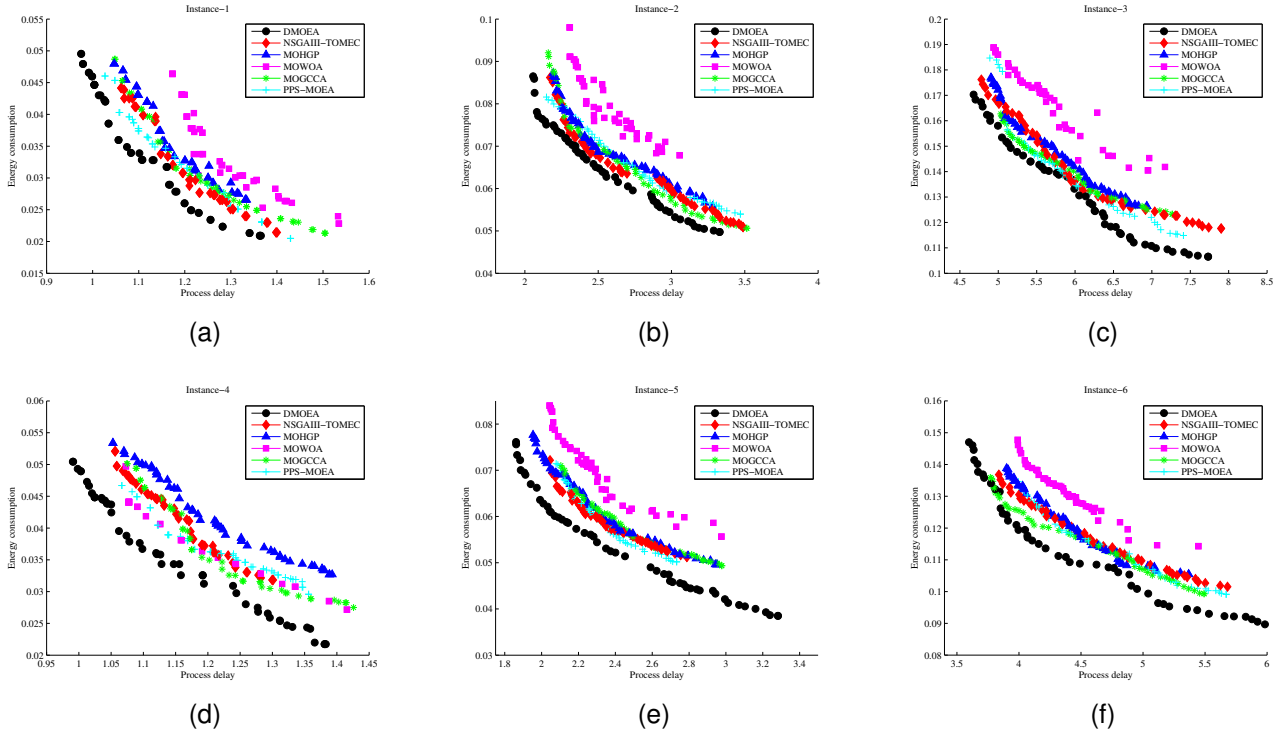 Instance−1
0.055
0.05
0.045
0.04
0.035
0.03
0.025
0.02
0.015
0.9 1 1.1 1.2 1.3 1.4 1.5 1.6
Energy consumption
Process delay
DMOEA
NSGAIII−TOMEC
MOHGP
MOWOA
MOGCCA
PPS−MOEA
(a)
Instance−2
0.1
0.09
0.08
0.07
0.06
0.05
0.04
2 2.5 3 3.5 4
Energy consumption
Process delay
DMOEA
NSGAIII−TOMEC
MOHGP
MOWOA
MOGCCA
PPS−MOEA
(b)
Instance−3
0.2
0.19
0.18
0.17
0.16
0.15
0.14
0.13
0.12
0.11
0.1
4.5 5 5.5 6 6.5 7 7.5 8 8.5
Energy consumption
Process delay
DMOEA
NSGAIII−TOMEC
MOHGP
MOWOA
MOGCCA
PPS−MOEA
(c)
Instance−4
0.06
0.055
0.05
0.045
0.04
0.035
0.03
0.025
0.02
0.95 1 1.05 1.1 1.15 1.2 1.25 1.3 1.35 1.4 1.45
Energy consumption
Process delay
DMOEA
NSGAIII−TOMEC
MOHGP
MOWOA
MOGCCA
PPS−MOEA
(d)
Instance−5
0.08
0.07
0.06
0.05
0.04
0.03
1.8 2 2.2 2.4 2.6 2.8 3 3.2 3.4
Energy consumption
Process delay
DMOEA
NSGAIII−TOMEC
MOHGP
MOWOA
MOGCCA
PPS−MOEA
(e)
Instance−6
0.16
0.15
0.14
0.13
0.12
0.11
0.1
0.09
0.08
3.5 4 4.5 5 5.5 6
Energy consumption
Process delay
DMOEA
NSGAIII−TOMEC
MOHGP
MOWOA
MOGCCA
PPS−MOEA
(f)